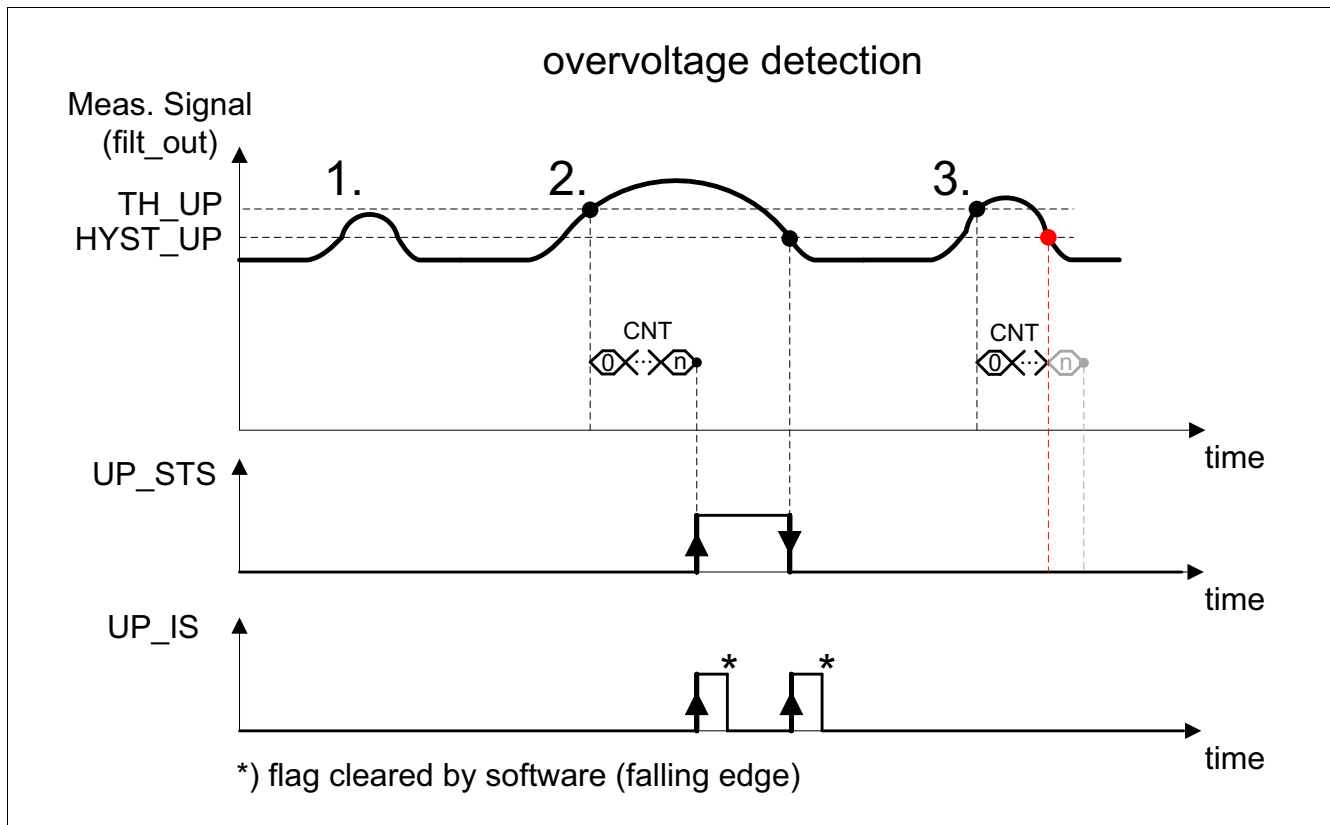 overvoltage detection
Meas. Signal
(filt_out)
1.
2.
3.
TH_UP
HYST_UP
CNT
0 ... n
CNT
0 ... n
time
UP_STS
time
UP_IS
* *
time
*) flag cleared by software (falling edge)